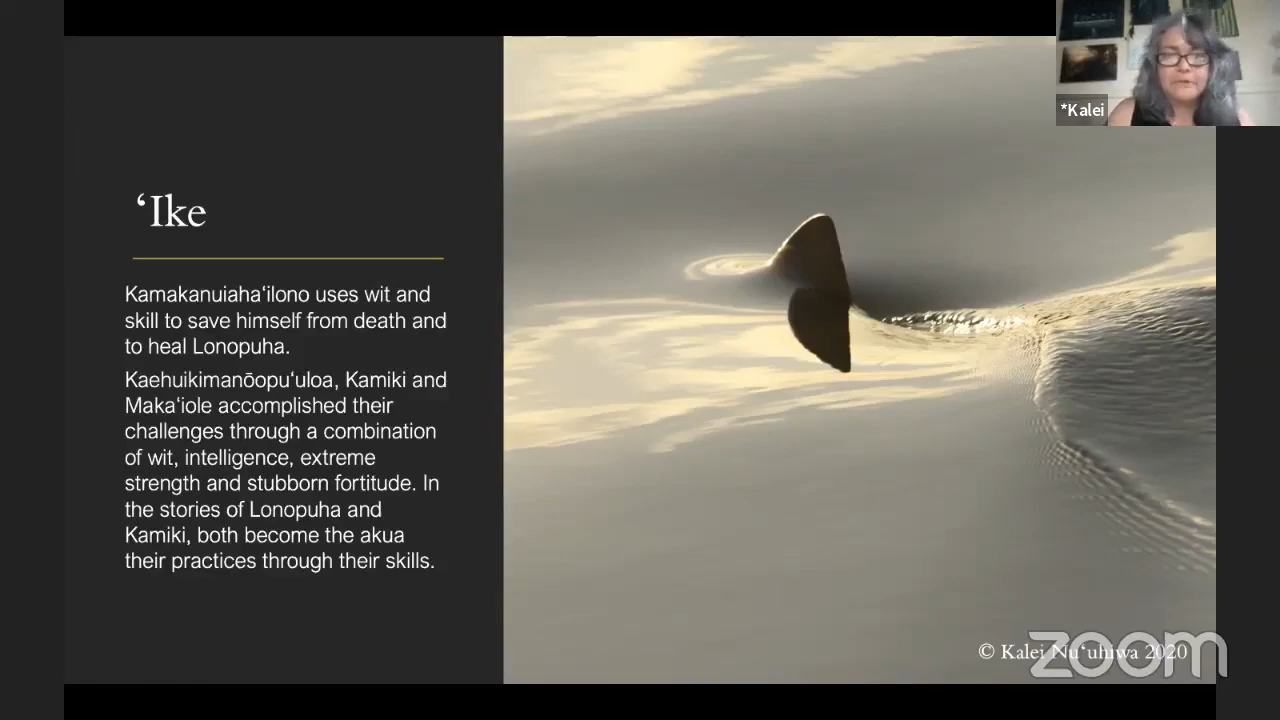 *Kalei
ʻIke
Kamakanuiahaʻilono uses wit and
skill to save himself from death and
to heal Lonopuha.
Kaehuikimanōopuʻuloa, Kamiki and
Makaʻiole accomplished their
challenges through a combination
of wit, intelligence, extreme
strength and stubborn fortitude. In
the stories of Lonopuha and
Kamiki, both become the akua
their practices through their skills.
© Kalei Nuʻuhiwa 2020
zoom